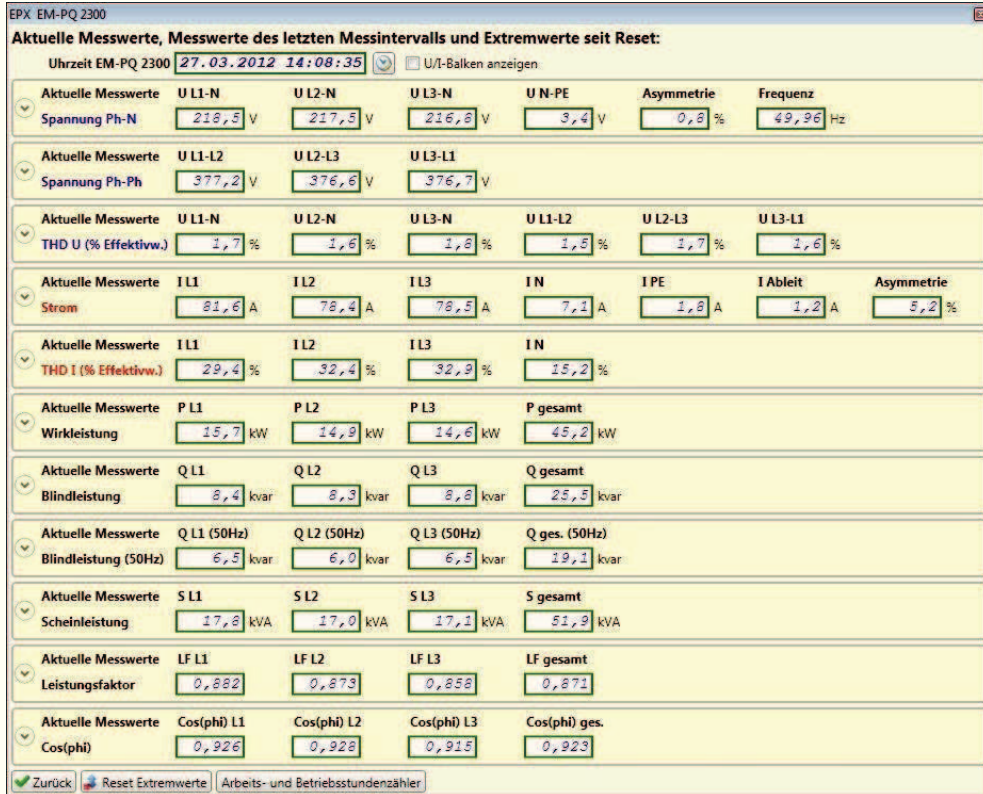 EPX EM-PQ 2300
Aktuelle Messwerte, Messwerte des letzten Messintervalls und Extremwerte seit Reset:
Uhrzeit EM-PQ 2300 27.03.2012 14:08:35 U/I-Balken anzeigen
Aktuelle Messwerte U L1-N U L2-N U L3-N U N-PE Asymmetrie Frequenz
Spannung Ph-N 218,5 V 217,5 V 216,8 V 3,4 V 0,8 % 49,96 Hz
Aktuelle Messwerte U L1-L2 U L2-L3 U L3-L1
Spannung Ph-Ph 377,2 V 376,6 V 376,7 V
Aktuelle Messwerte U L1-N U L2-N U L3-N U L1-L2 U L2-L3 U L3-L1
THD U (% Effektivw.) 1,7 % 1,6 % 1,8 % 1,5 % 1,7 % 1,6 %
Aktuelle Messwerte I L1 I L2 I L3 I N I PE I Ableit Asymmetrie
Strom 81,6 A 78,4 A 78,5 A 7,1 A 1,8 A 1,2 A 5,2 %
Aktuelle Messwerte I L1 I L2 I L3 I N
THD I (% Effektivw.) 29,4 % 32,4 % 32,9 % 15,2 %
Aktuelle Messwerte P L1 P L2 P L3 P gesamt
Wirkleistung 15,7 kW 14,9 kW 14,6 kW 45,2 kW
Aktuelle Messwerte Q L1 Q L2 Q L3 Q gesamt
Blindleistung 8,4 kvar 8,3 kvar 8,8 kvar 25,5 kvar
Aktuelle Messwerte Q L1 (50Hz) Q L2 (50Hz) Q L3 (50Hz) Q ges. (50Hz)
Blindleistung (50Hz) 6,5 kvar 6,0 kvar 6,5 kvar 19,1 kvar
Aktuelle Messwerte S L1 S L2 S L3 S gesamt
Scheinleistung 17,8 kVA 17,0 kVA 17,1 kVA 51,9 kVA
Aktuelle Messwerte LF L1 LF L2 LF L3 LF gesamt
Leistungsfaktor 0,882 0,873 0,858 0,871
Aktuelle Messwerte Cos(phi) L1 Cos(phi) L2 Cos(phi) L3 Cos(phi) ges.
Cos(phi) 0,926 0,928 0,915 0,923
Zurück Reset Extremwerte Arbeits- und Betriebsstundenzähler